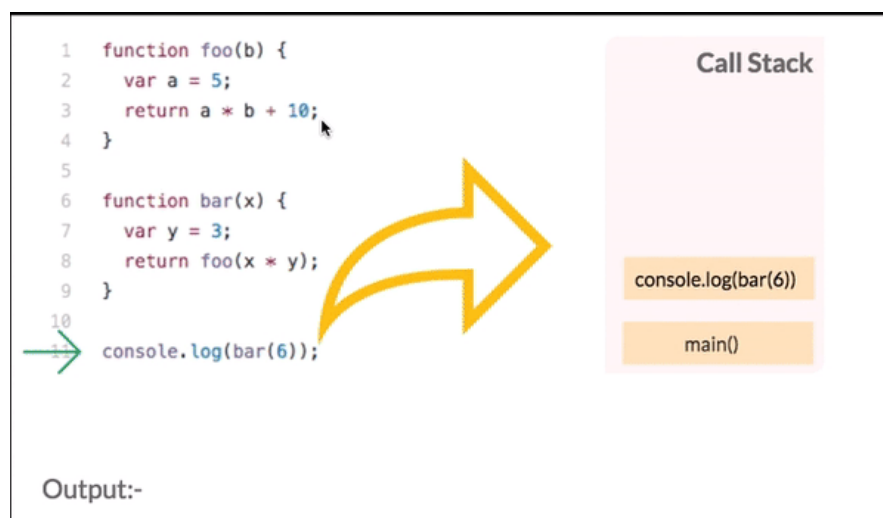 1 function foo(b) {
2 var a = 5;
3 return a * b + 10;
4 }
5
6 function bar(x) {
7 var y = 3;
8 return foo(x * y);
9 }
10
11 console.log(bar(6));
Call Stack
console.log(bar(6))
main()
Output:-